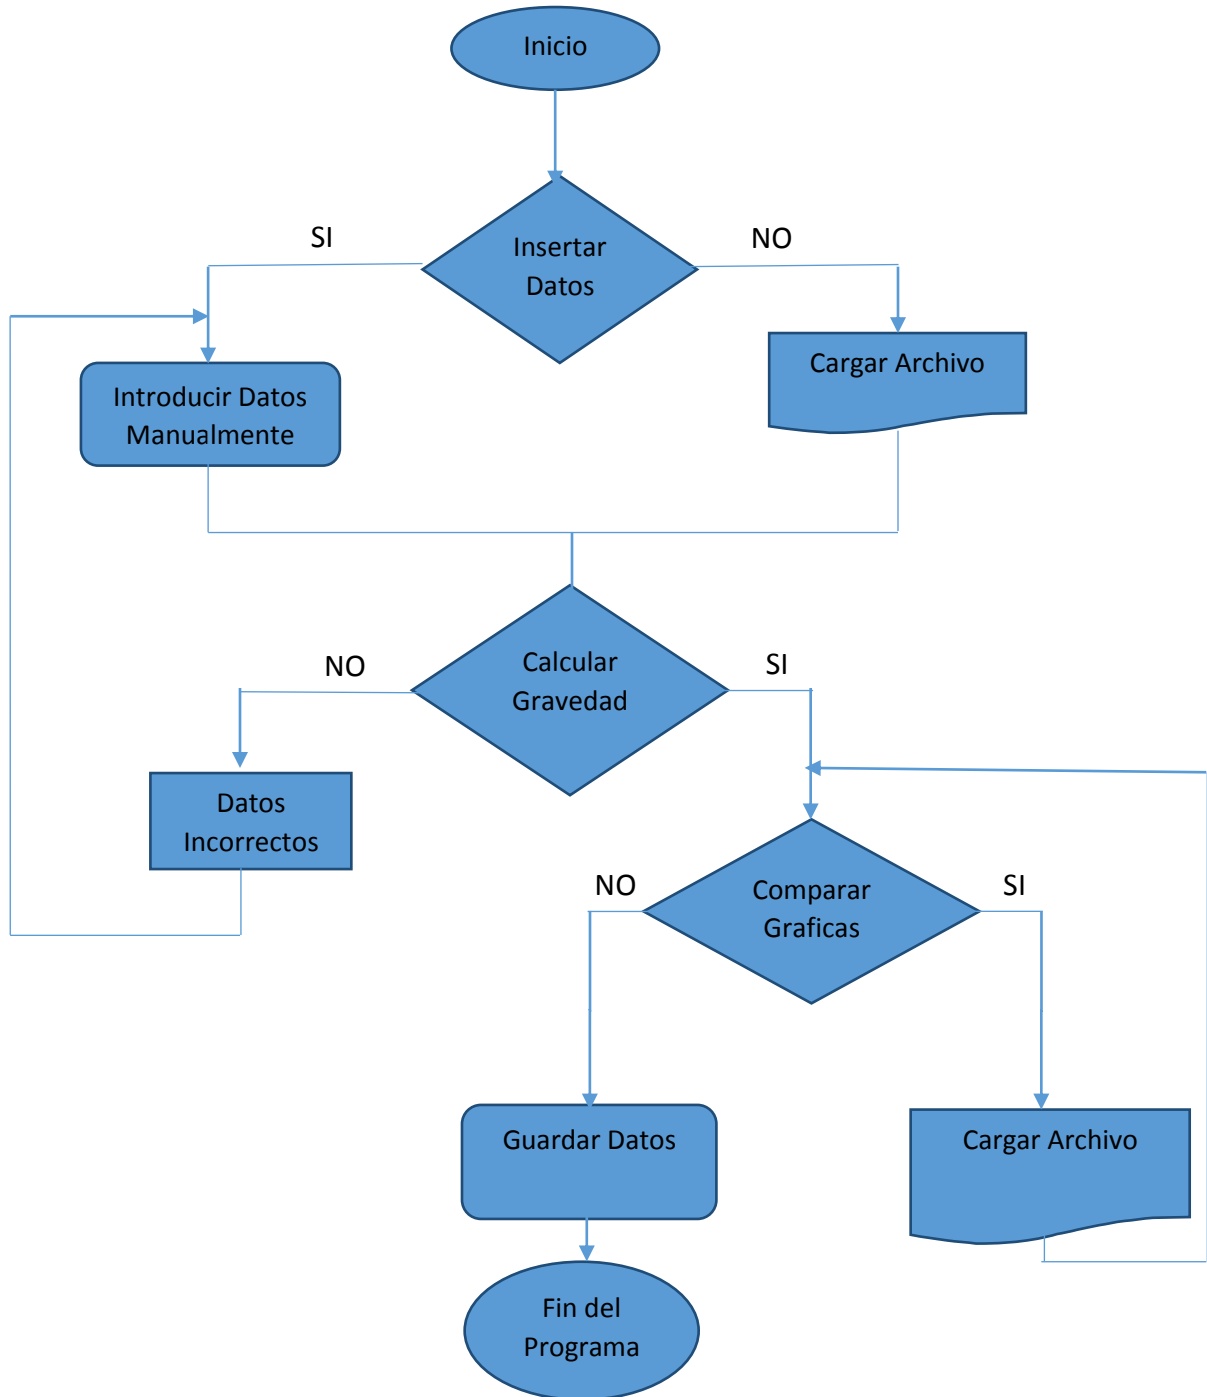 Inicio
SI
NO
Insertar
Datos
Cargar Archivo
Introducir Datos
Manualmente
NO
SI
Calcular
Gravedad
Datos
Incorrectos
NO
SI
Comparar
Graficas
Guardar Datos
Cargar Archivo
Fin del
Programa